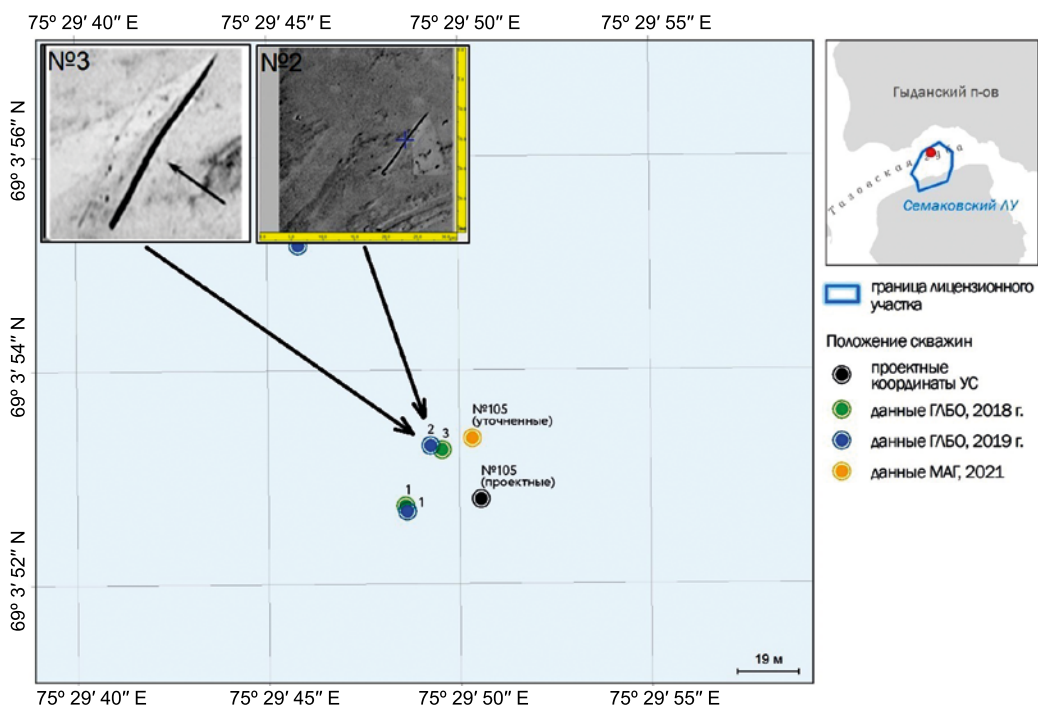 75º 29′ 40″ E
75º 29′ 45″ E
75º 29′ 50″ E
75º 29′ 55″ E
69º 3′ 56″ N
69º 3′ 54″ N
69º 3′ 52″ N
№3
№2
2
3
№105
(уточненные)
№105
(проектные)
1
1
19 м
75º 29′ 40″ E
75º 29′ 45″ E
75º 29′ 50″ E
75º 29′ 55″ E
Гыданский п-ов
Тазовская губа
Семаковский ЛУ
граница лицензионного
участка
Положение скважин
проектные
координаты УС
данные ГЛБО, 2018 г.
данные ГЛБО, 2019 г.
данные МАГ, 2021